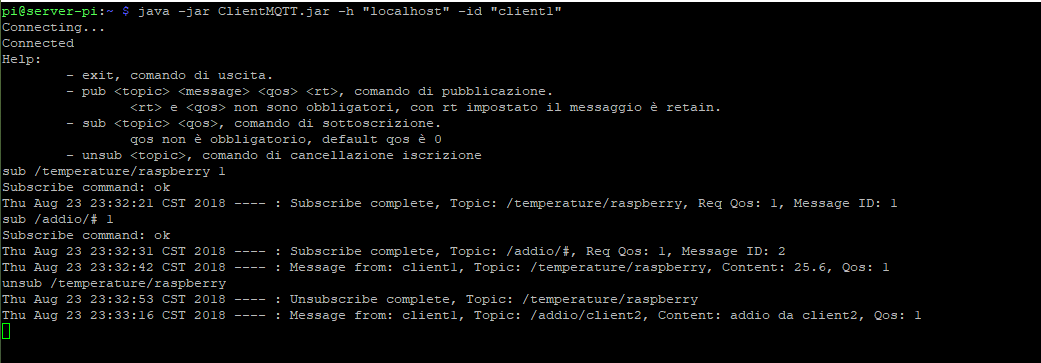 pi@server-pi:~ $ java -jar ClientMQTT.jar -h "localhost" -id "client1"
Connecting...
Connected
Help:
- exit, comando di uscita.
- pub <topic> <message> <qos> <rt>, comando di pubblicazione.
<rt> e <qos> non sono obbligatori, con rt impostato il messaggio è retain.
- sub <topic> <qos>, comando di sottoscrizione.
qos non è obbligatorio, default qos è 0
- unsub <topic>, comando di cancellazione iscrizione
sub /temperature/raspberry 1
Subscribe command: ok
Thu Aug 23 23:32:21 CST 2018 ---- : Subscribe complete, Topic: /temperature/raspberry, Req Qos: 1, Message ID: 1
sub /addio/# 1
Subscribe command: ok
Thu Aug 23 23:32:31 CST 2018 ---- : Subscribe complete, Topic: /addio/#, Req Qos: 1, Message ID: 2
Thu Aug 23 23:32:42 CST 2018 ---- : Message from: client1, Topic: /temperature/raspberry, Content: 25.6, Qos: 1
unsub /temperature/raspberry
Thu Aug 23 23:32:53 CST 2018 ---- : Unsubscribe complete, Topic: /temperature/raspberry
Thu Aug 23 23:33:16 CST 2018 ---- : Message from: client1, Topic: /addio/client2, Content: addio da client2, Qos: 1